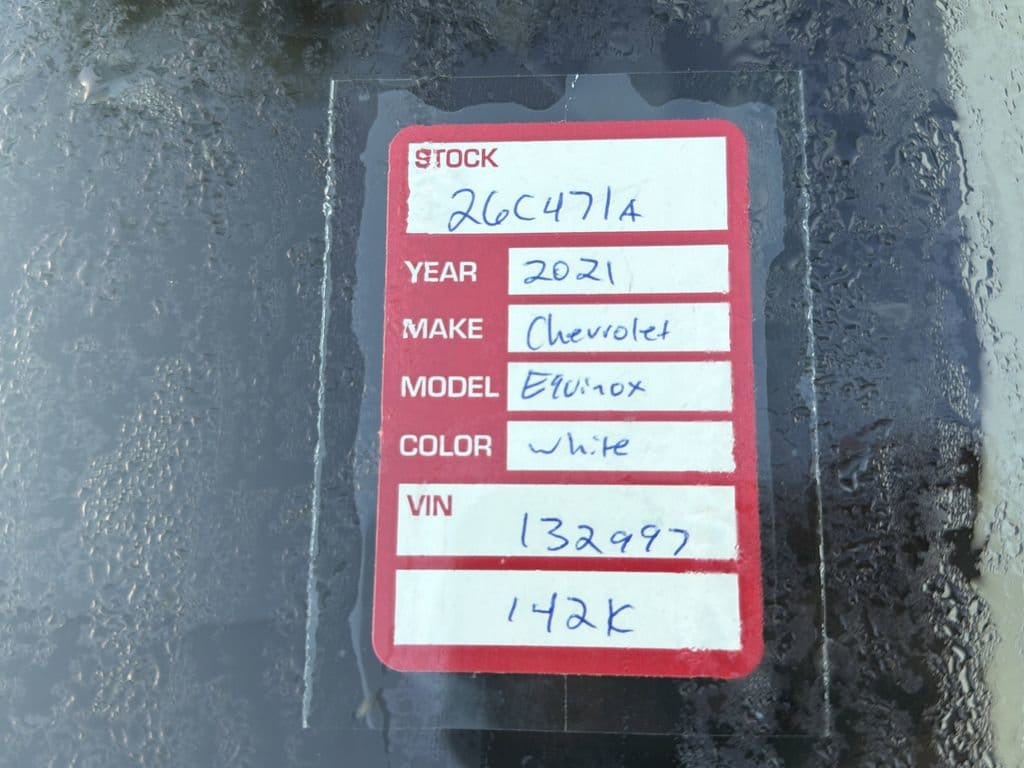 STOCK
26C471A
YEAR 2021
MAKE Chevrolet
MODEL Equinox
COLOR white
VIN
132997
142K